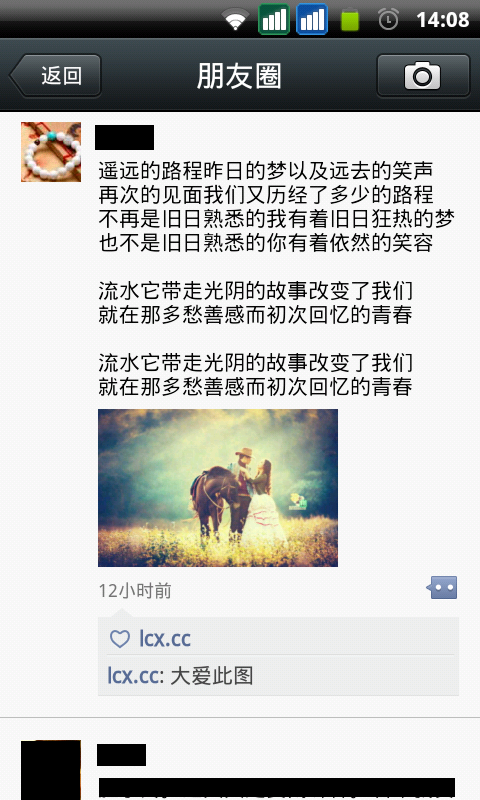 14:08
返回
朋友圈
遥远的路程昨日的梦以及远去的笑声
再次的见面我们又历经了多少的路程
不再是旧日熟悉的我有着旧日狂热的梦
也不是旧日熟悉的你有着依然的笑容
流水它带走光阴的故事改变了我们
就在那多愁善感而初次回忆的青春
流水它带走光阴的故事改变了我们
就在那多愁善感而初次回忆的青春
12小时前
lcx.cc
lcx.cc: 大爱此图